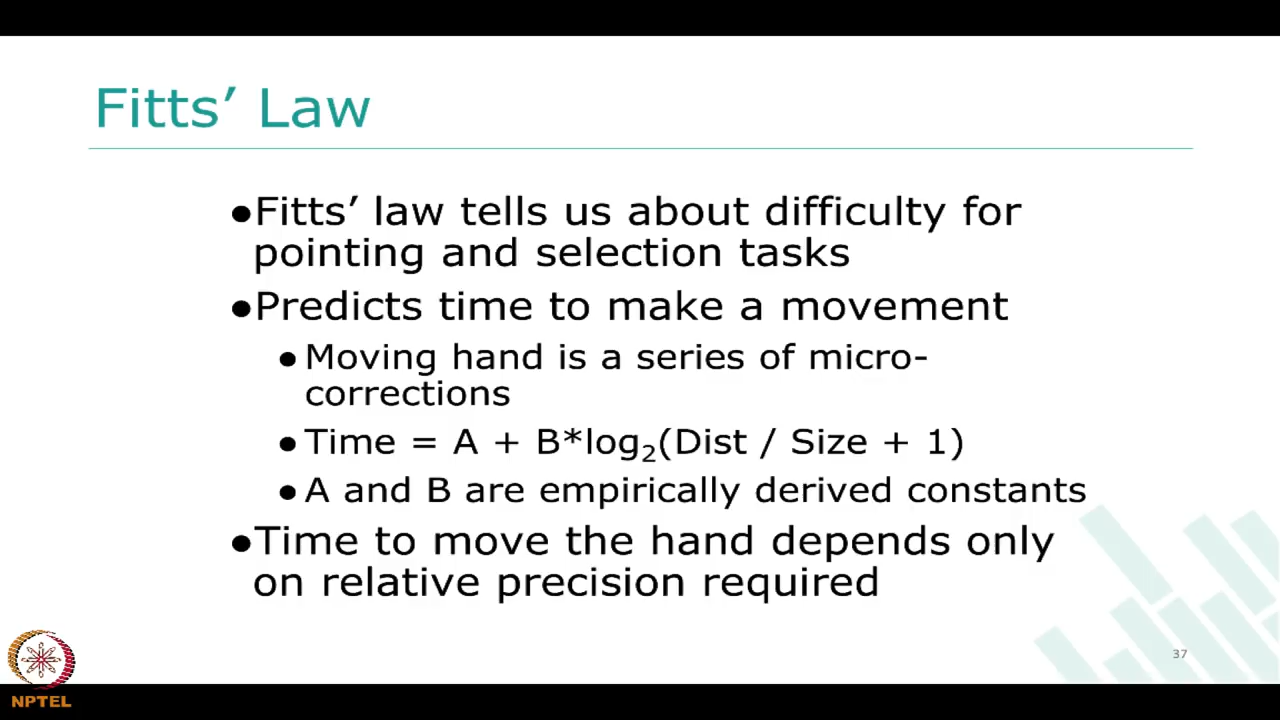 Fitts’ Law
●Fitts’ law tells us about difficulty for
pointing and selection tasks
●Predicts time to make a movement
●Moving hand is a series of micro-
corrections
●Time = A + B*log₂(Dist / Size + 1)
●A and B are empirically derived constants
●Time to move the hand depends only
on relative precision required
37
NPTEL